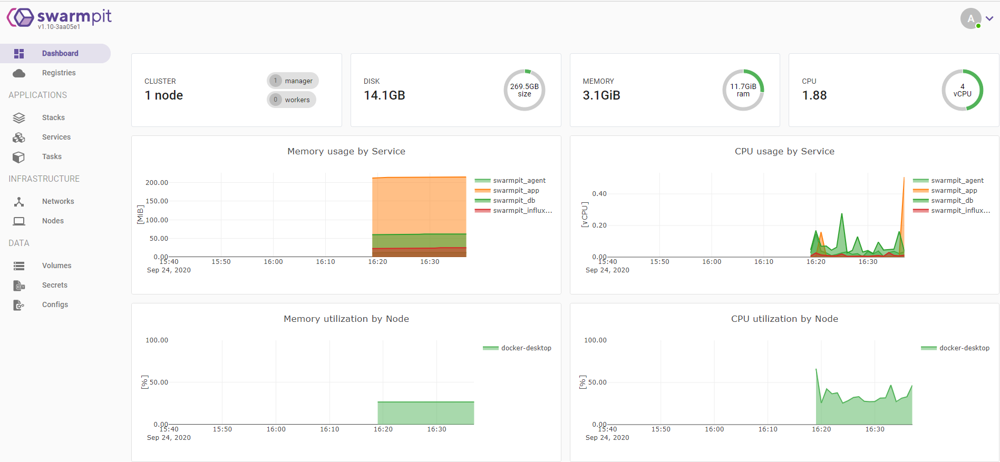 swarmpit
v1.10-3aa05e1
A
Dashboard
Registries
APPLICATIONS
Stacks
Services
Tasks
INFRASTRUCTURE
Networks
Nodes
DATA
Volumes
Secrets
KEY
Configs
CLUSTER
1 node
1 manager
0 workers
DISK
14.1GB
269.5GB
size
MEMORY
3.1GiB
11.7GiB
ram
CPU
1.88
4
vCPU
Memory usage by Service
[MiB]
200.00
150.00
100.00
50.00
0.00
15:40 15:50 16:00 16:10 16:20 16:30
Sep 24, 2020
swarmpit_agent
swarmpit_app
swarmpit_db
swarmpit_influx...
CPU usage by Service
[vCPU]
0.40
0.20
0.00
15:40 15:50 16:00 16:10 16:20 16:30
Sep 24, 2020
swarmpit_agent
swarmpit_app
swarmpit_db
swarmpit_influx...
Memory utilization by Node
[%]
100.00
50.00
0.00
15:40 15:50 16:00 16:10 16:20 16:30
Sep 24, 2020
docker-desktop
CPU utilization by Node
[%]
100.00
50.00
0.00
15:40 15:50 16:00 16:10 16:20 16:30
Sep 24, 2020
docker-desktop